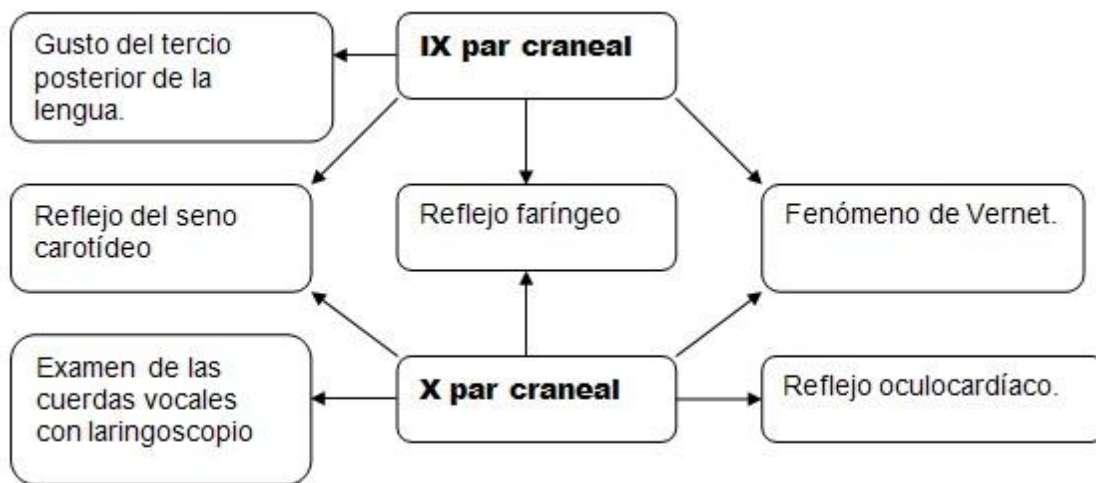 Gusto del tercio
posterior de la
lengua.
IX par craneal
Reflejo del seno
carotídeo
Reflejo faríngeo
Fenómeno de Vernet.
Examen de las
cuerdas vocales
con laringoscopio
X par craneal
Reflejo oculocardíaco.